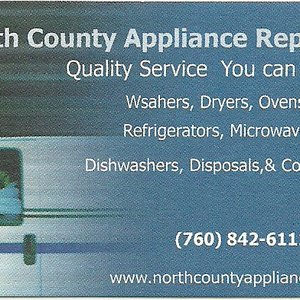 th County Appliance Rep
Quality Service You can
Wsahers, Dryers, Ovens
Refrigerators, Microwav
Dishwashers, Disposals,& Co
(760) 842-611
www.northcountyapplian